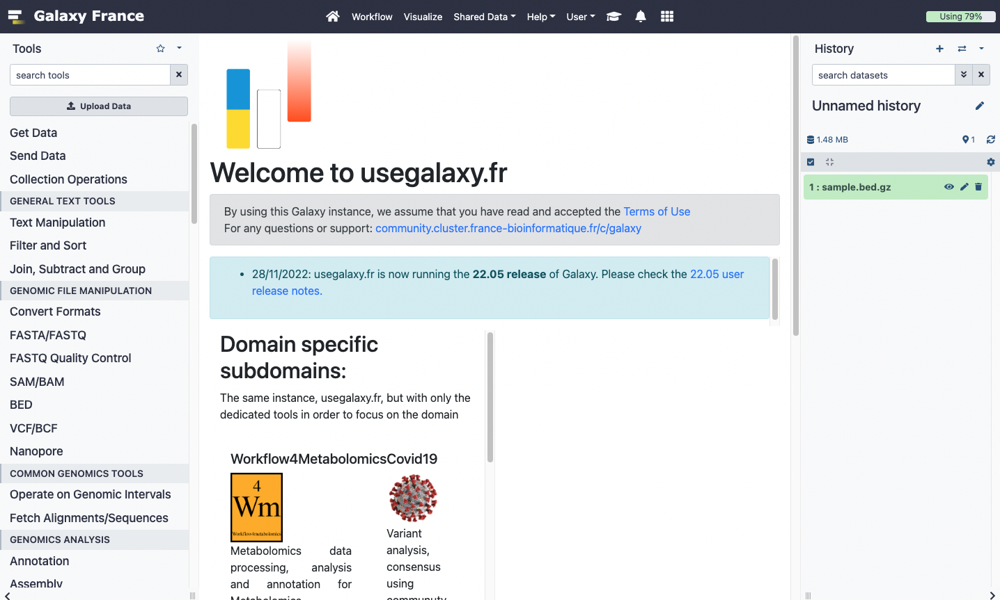 Galaxy France
Workflow
Visualize
Shared Data
Help
User
Using 79%
Tools
search tools
Upload Data
Get Data
Send Data
Collection Operations
GENERAL TEXT TOOLS
Text Manipulation
Filter and Sort
Join, Subtract and Group
GENOMIC FILE MANIPULATION
Convert Formats
FASTA/FASTQ
FASTQ Quality Control
SAM/BAM
BED
VCF/BCF
Nanopore
COMMON GENOMICS TOOLS
Operate on Genomic Intervals
Fetch Alignments/Sequences
GENOMICS ANALYSIS
Annotation
Assembly
Welcome to usegalaxy.fr
By using this Galaxy instance, we assume that you have read and accepted the Terms of Use
For any questions or support: community.cluster.france-bioinformatique.fr/c/galaxy
• 28/11/2022: usegalaxy.fr is now running the 22.05 release of Galaxy. Please check the 22.05 user
release notes.
Domain specific
subdomains:
The same instance, usegalaxy.fr, but with only the
dedicated tools in order to focus on the domain
Workflow4Metabolomics
4
Wm
Workflow4metabolomics
Metabolomics data
processing, analysis
and annotation for
Metabolomics
Covid19
Variant
analysis,
consensus
using
communuty
History
search datasets
Unnamed history
1.48 MB
1
1 : sample.bed.gz